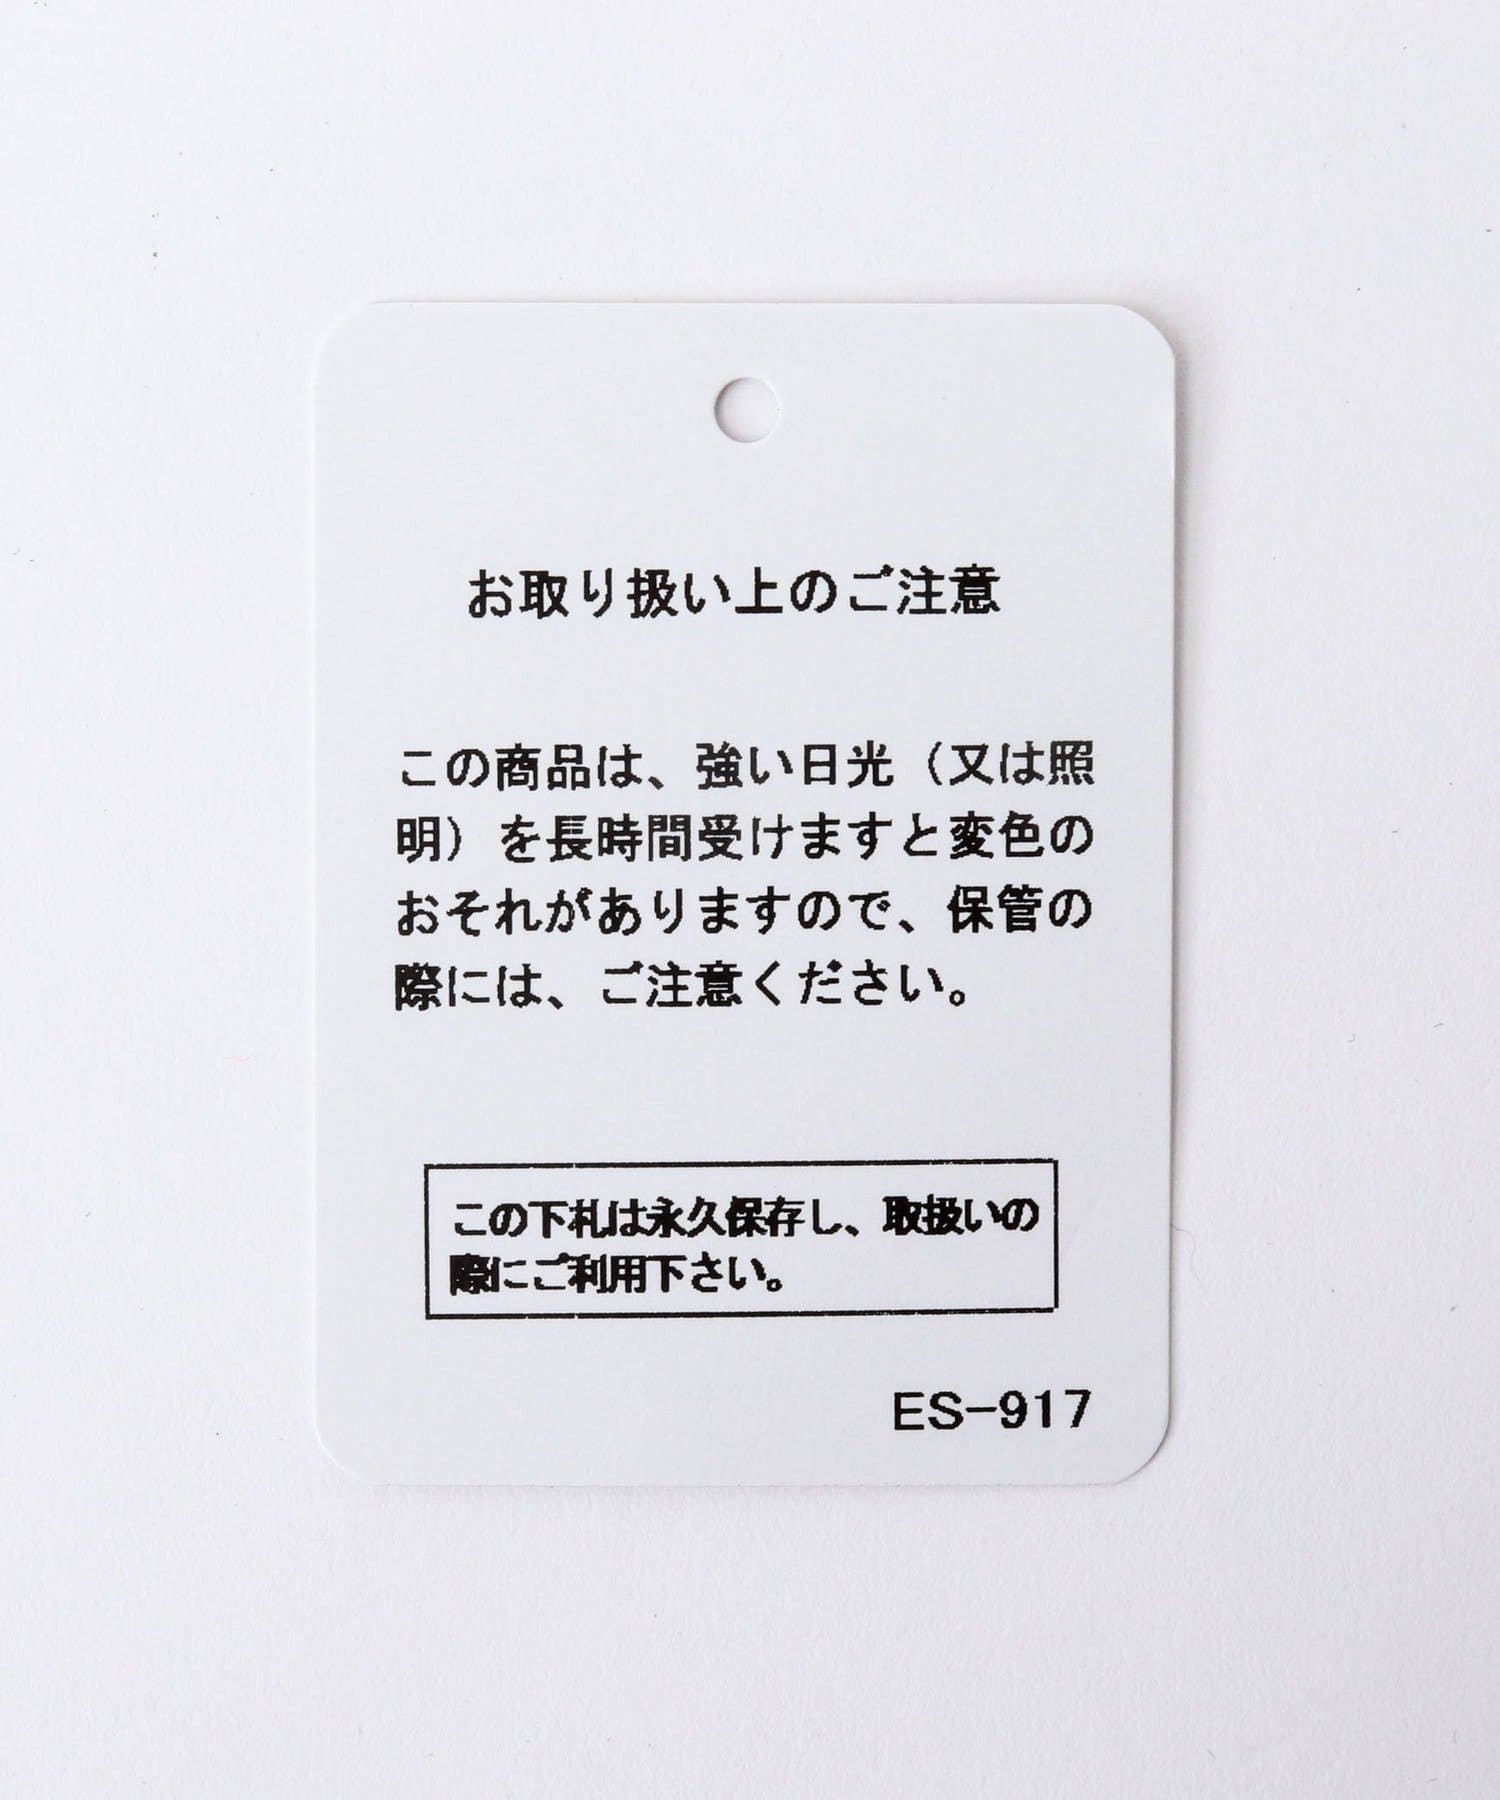 お取り扱い上のご注意
この商品は、強い日光（又は照
明）を長時間受けますと変色の
おそれがありますので、保管の
際には、ご注意ください。
この下札は永久保存し、取扱いの
際にご利用下さい。
ES-917